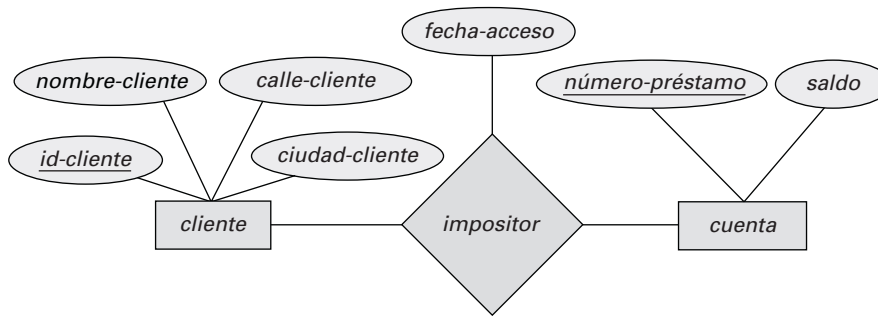 fecha-acceso
nombre-cliente
calle-cliente
número-préstamo
saldo
id-cliente
ciudad-cliente
cliente
impositor
cuenta